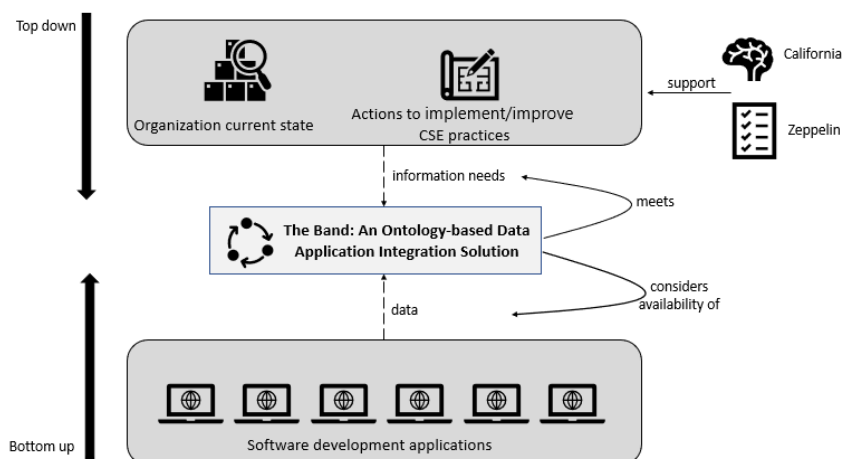 Top down
California
support
Zeppelin
Organization current state
Actions to implement/improve
CSE practices
information needs
meets
The Band: An Ontology-based Data
Application Integration Solution
considers
availability of
data
Software development applications
Bottom up